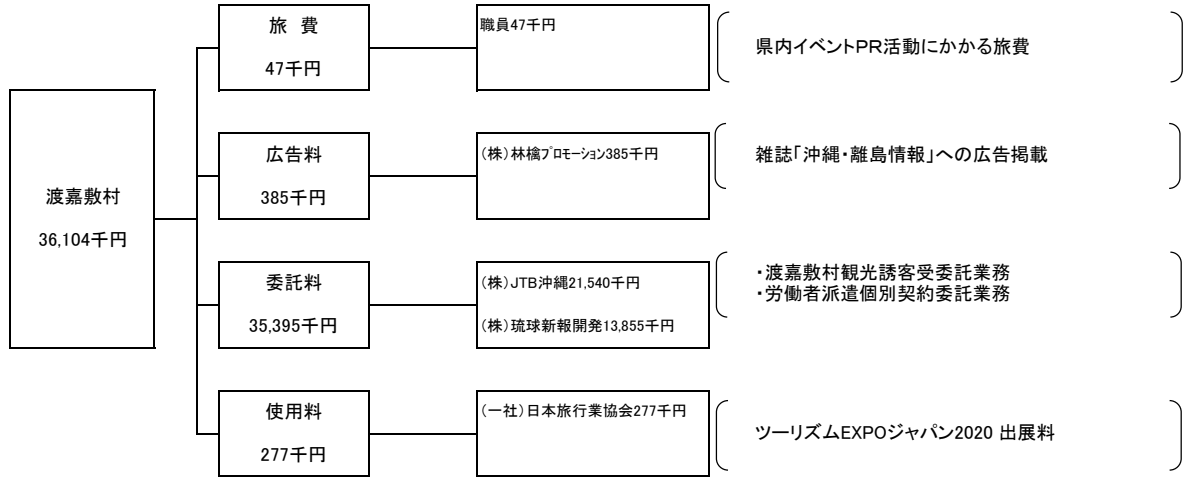 渡嘉敷村
36,104千円
旅 費
47千円
職員47千円
県内イベントPR活動にかかる旅費
広告料
385千円
(株)林檎プロモーション385千円
雑誌「沖縄・離島情報」への広告掲載
委託料
35,395千円
(株)JTB沖縄21,540千円
(株)琉球新報開発13,855千円
・渡嘉敷村観光誘客受委託業務
・労働者派遣個別契約委託業務
使用料
277千円
(一社)日本旅行業協会277千円
ツーリズムEXPOジャパン2020 出展料